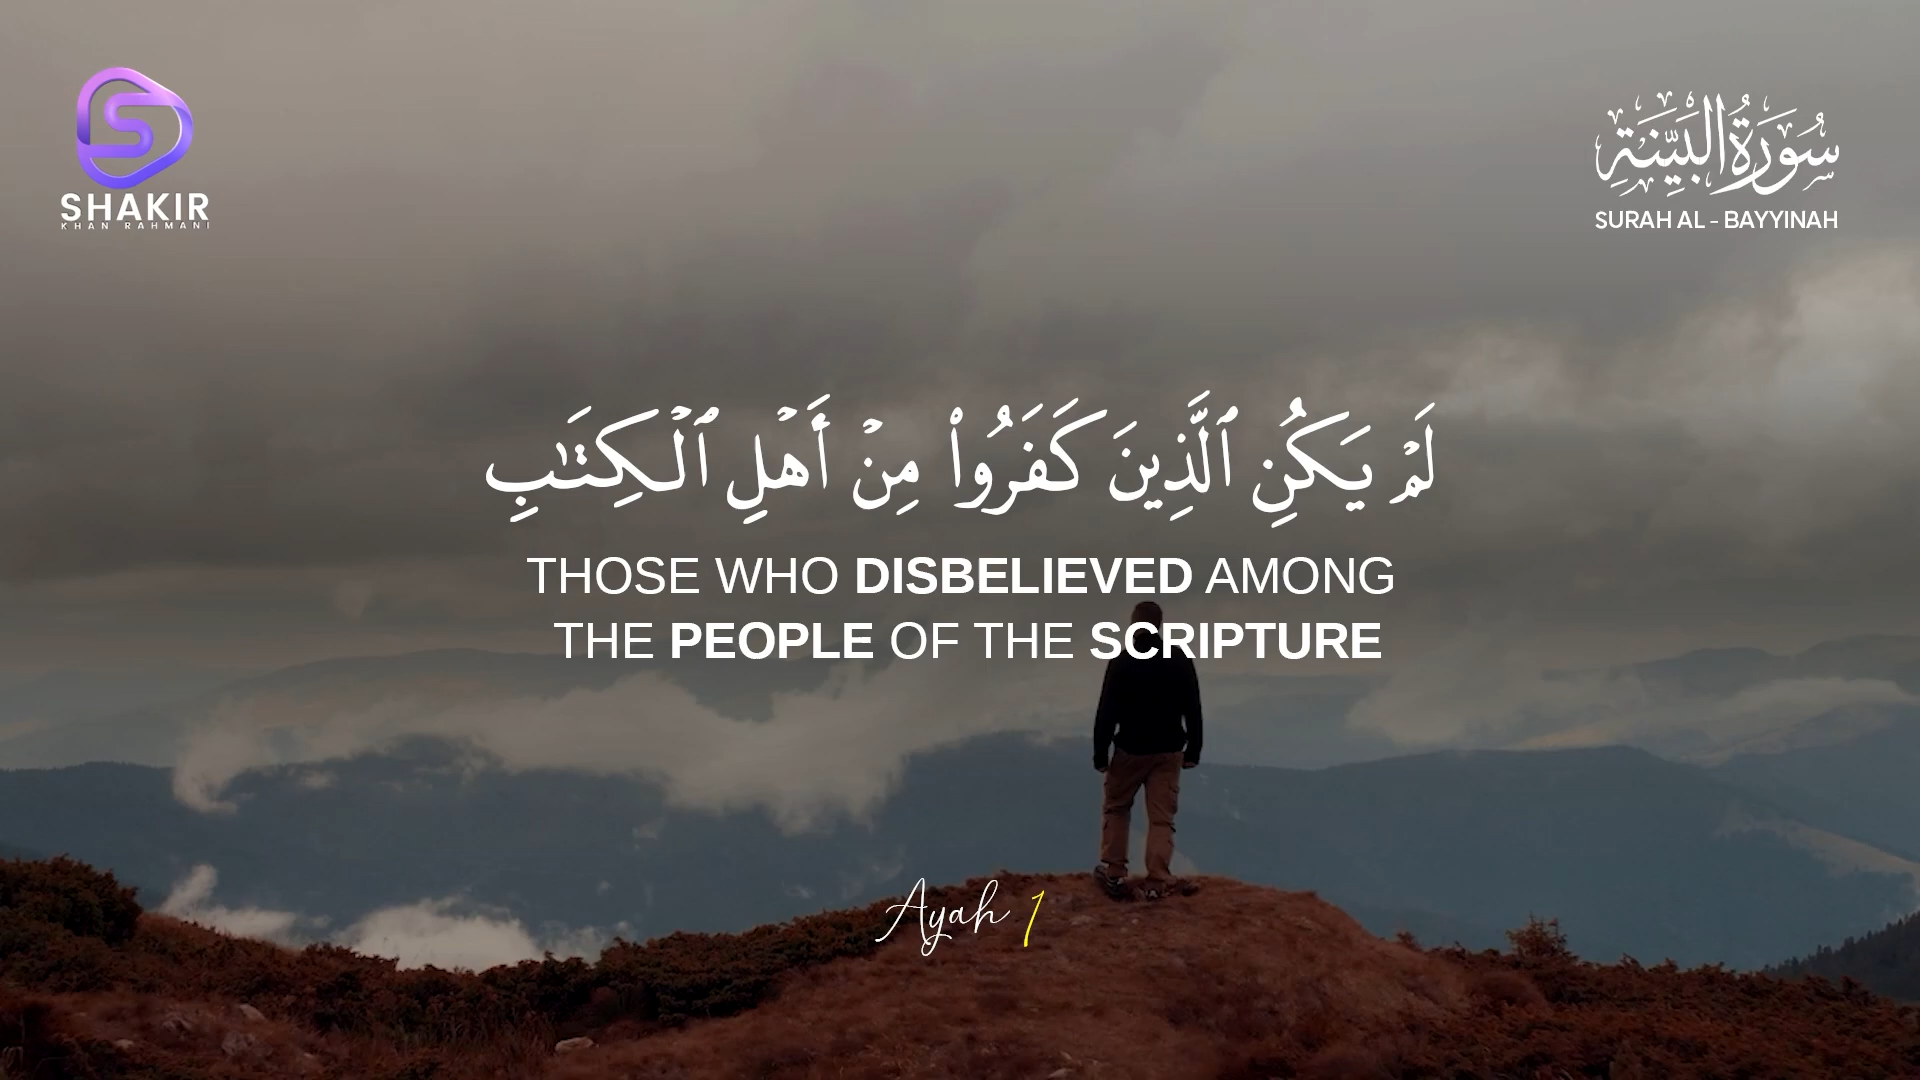 SHAKIR
KHAN RAHMANI
سُورَةُ الْبَيِّنَةِ
SURAH AL - BAYYINAH
لَمْ يَكُنِ ٱلَّذِينَ كَفَرُوا۟ مِنْ أَهْلِ ٱلْكِتَـٰبِ
THOSE WHO DISBELIEVED AMONG
THE PEOPLE OF THE SCRIPTURE
Ayah 1